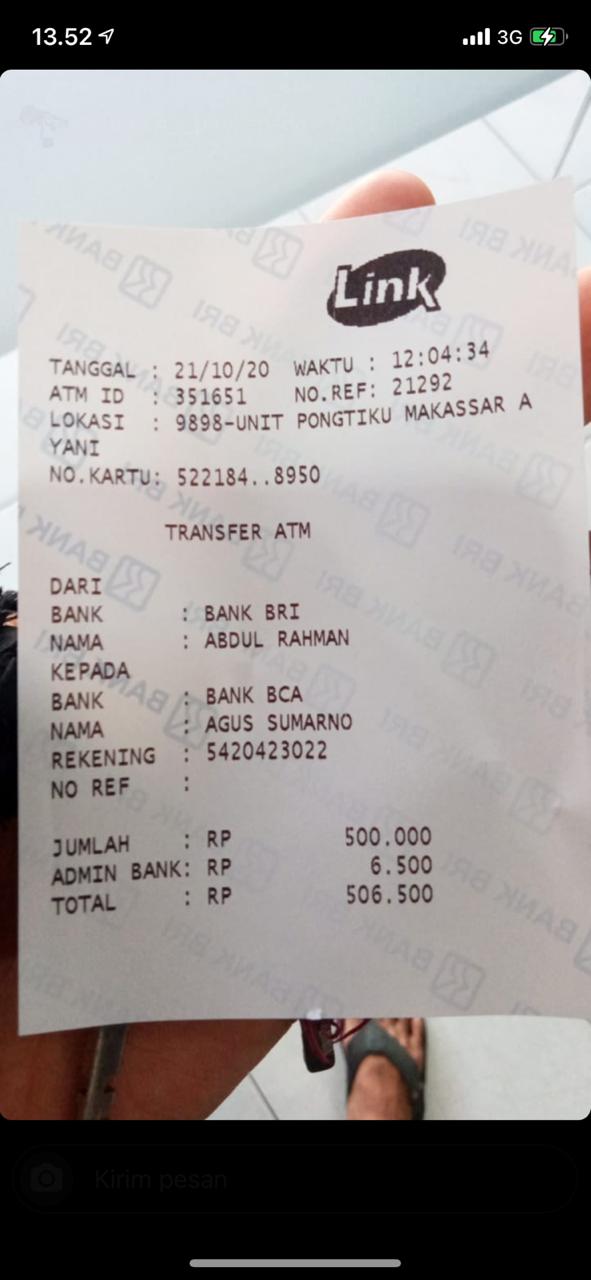 13.52
3G
Link
TANGGAL : 21/10/20 WAKTU : 12:04:34
ATM ID : 351651 NO.REF: 21292
LOKASI : 9898-UNIT PONGTIKU MAKASSAR A
YANI
NO.KARTU: 522184..8950
TRANSFER ATM
DARI
BANK : BANK BRI
NAMA : ABDUL RAHMAN
KEPADA
BANK : BANK BCA
NAMA : AGUS SUMARNO
REKENING : 5420423022
NO REF :
JUMLAH : RP 500.000
ADMIN BANK: RP 6.500
TOTAL : RP 506.500
BANK BRI
Kirim pesan